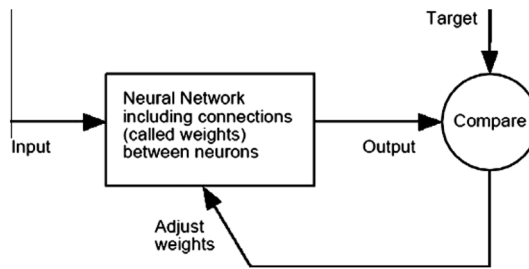 Target
Neural Network
including connections
(called weights)
between neurons
Compare
Input
Output
Adjust
weights